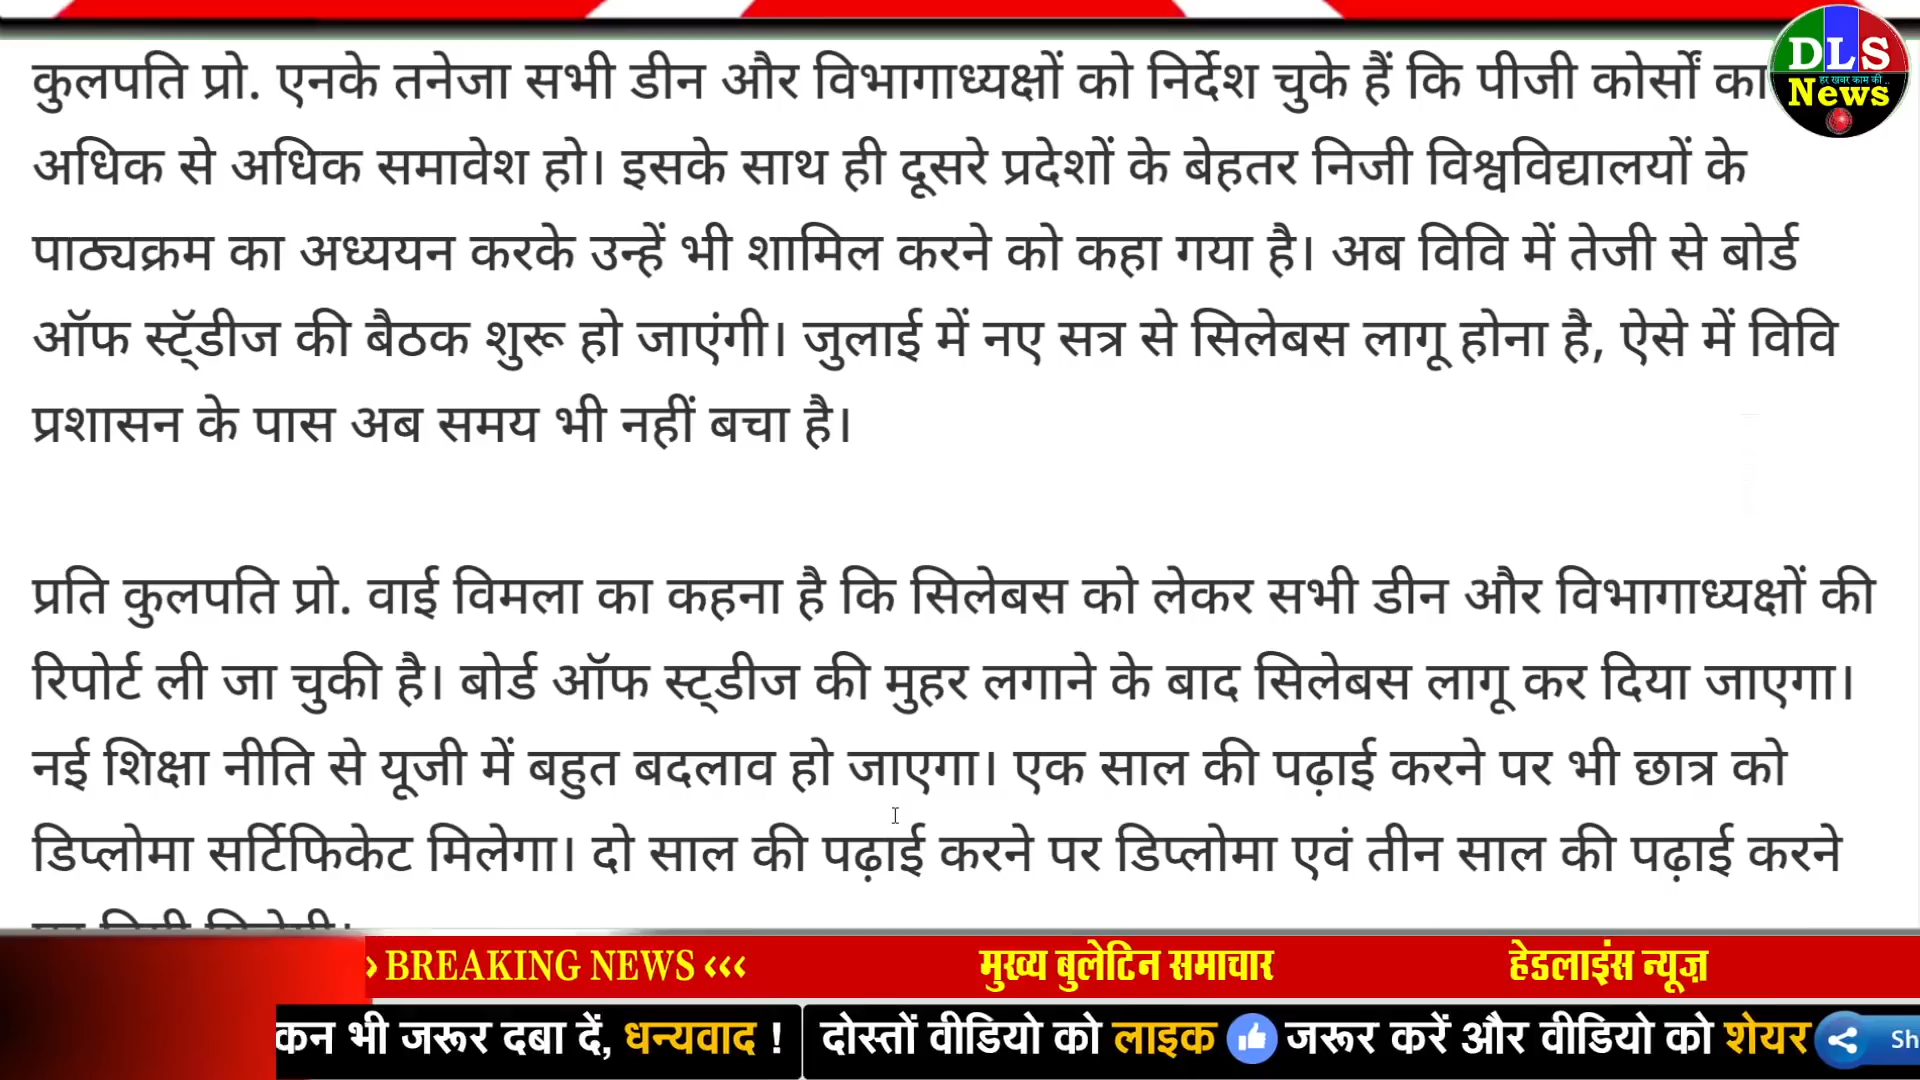 कुलपति प्रो. एनके तनेजा सभी डीन और विभागाध्यक्षों को निर्देश चुके हैं कि पीजी कोर्सों का
अधिक से अधिक समावेश हो। इसके साथ ही दूसरे प्रदेशों के बेहतर निजी विश्वविद्यालयों के
पाठ्यक्रम का अध्ययन करके उन्हें भी शामिल करने को कहा गया है। अब विवि में तेजी से बोर्ड
ऑफ स्टॅडीज की बैठक शुरू हो जाएंगी। जुलाई में नए सत्र से सिलेबस लागू होना है, ऐसे में विवि
प्रशासन के पास अब समय भी नहीं बचा है।
प्रति कुलपति प्रो. वाई विमला का कहना है कि सिलेबस को लेकर सभी डीन और विभागाध्यक्षों की
रिपोर्ट ली जा चुकी है। बोर्ड ऑफ स्ट्डीज की मुहर लगाने के बाद सिलेबस लागू कर दिया जाएगा।
नई शिक्षा नीति से यूजी में बहुत बदलाव हो जाएगा। एक साल की पढ़ाई करने पर भी छात्र को
डिप्लोमा सर्टिफिकेट मिलेगा। दो साल की पढ़ाई करने पर डिप्लोमा एवं तीन साल की पढ़ाई करने
DLS
हर खबर काम की..
News
› BREAKING NEWS ‹‹‹ मुख्य बुलेटिन समाचार हेडलाइंस न्यूज़
कन भी जरूर दबा दें, धन्यवाद ! दोस्तों वीडियो को लाइक जरूर करें और वीडियो को शेयर Sh